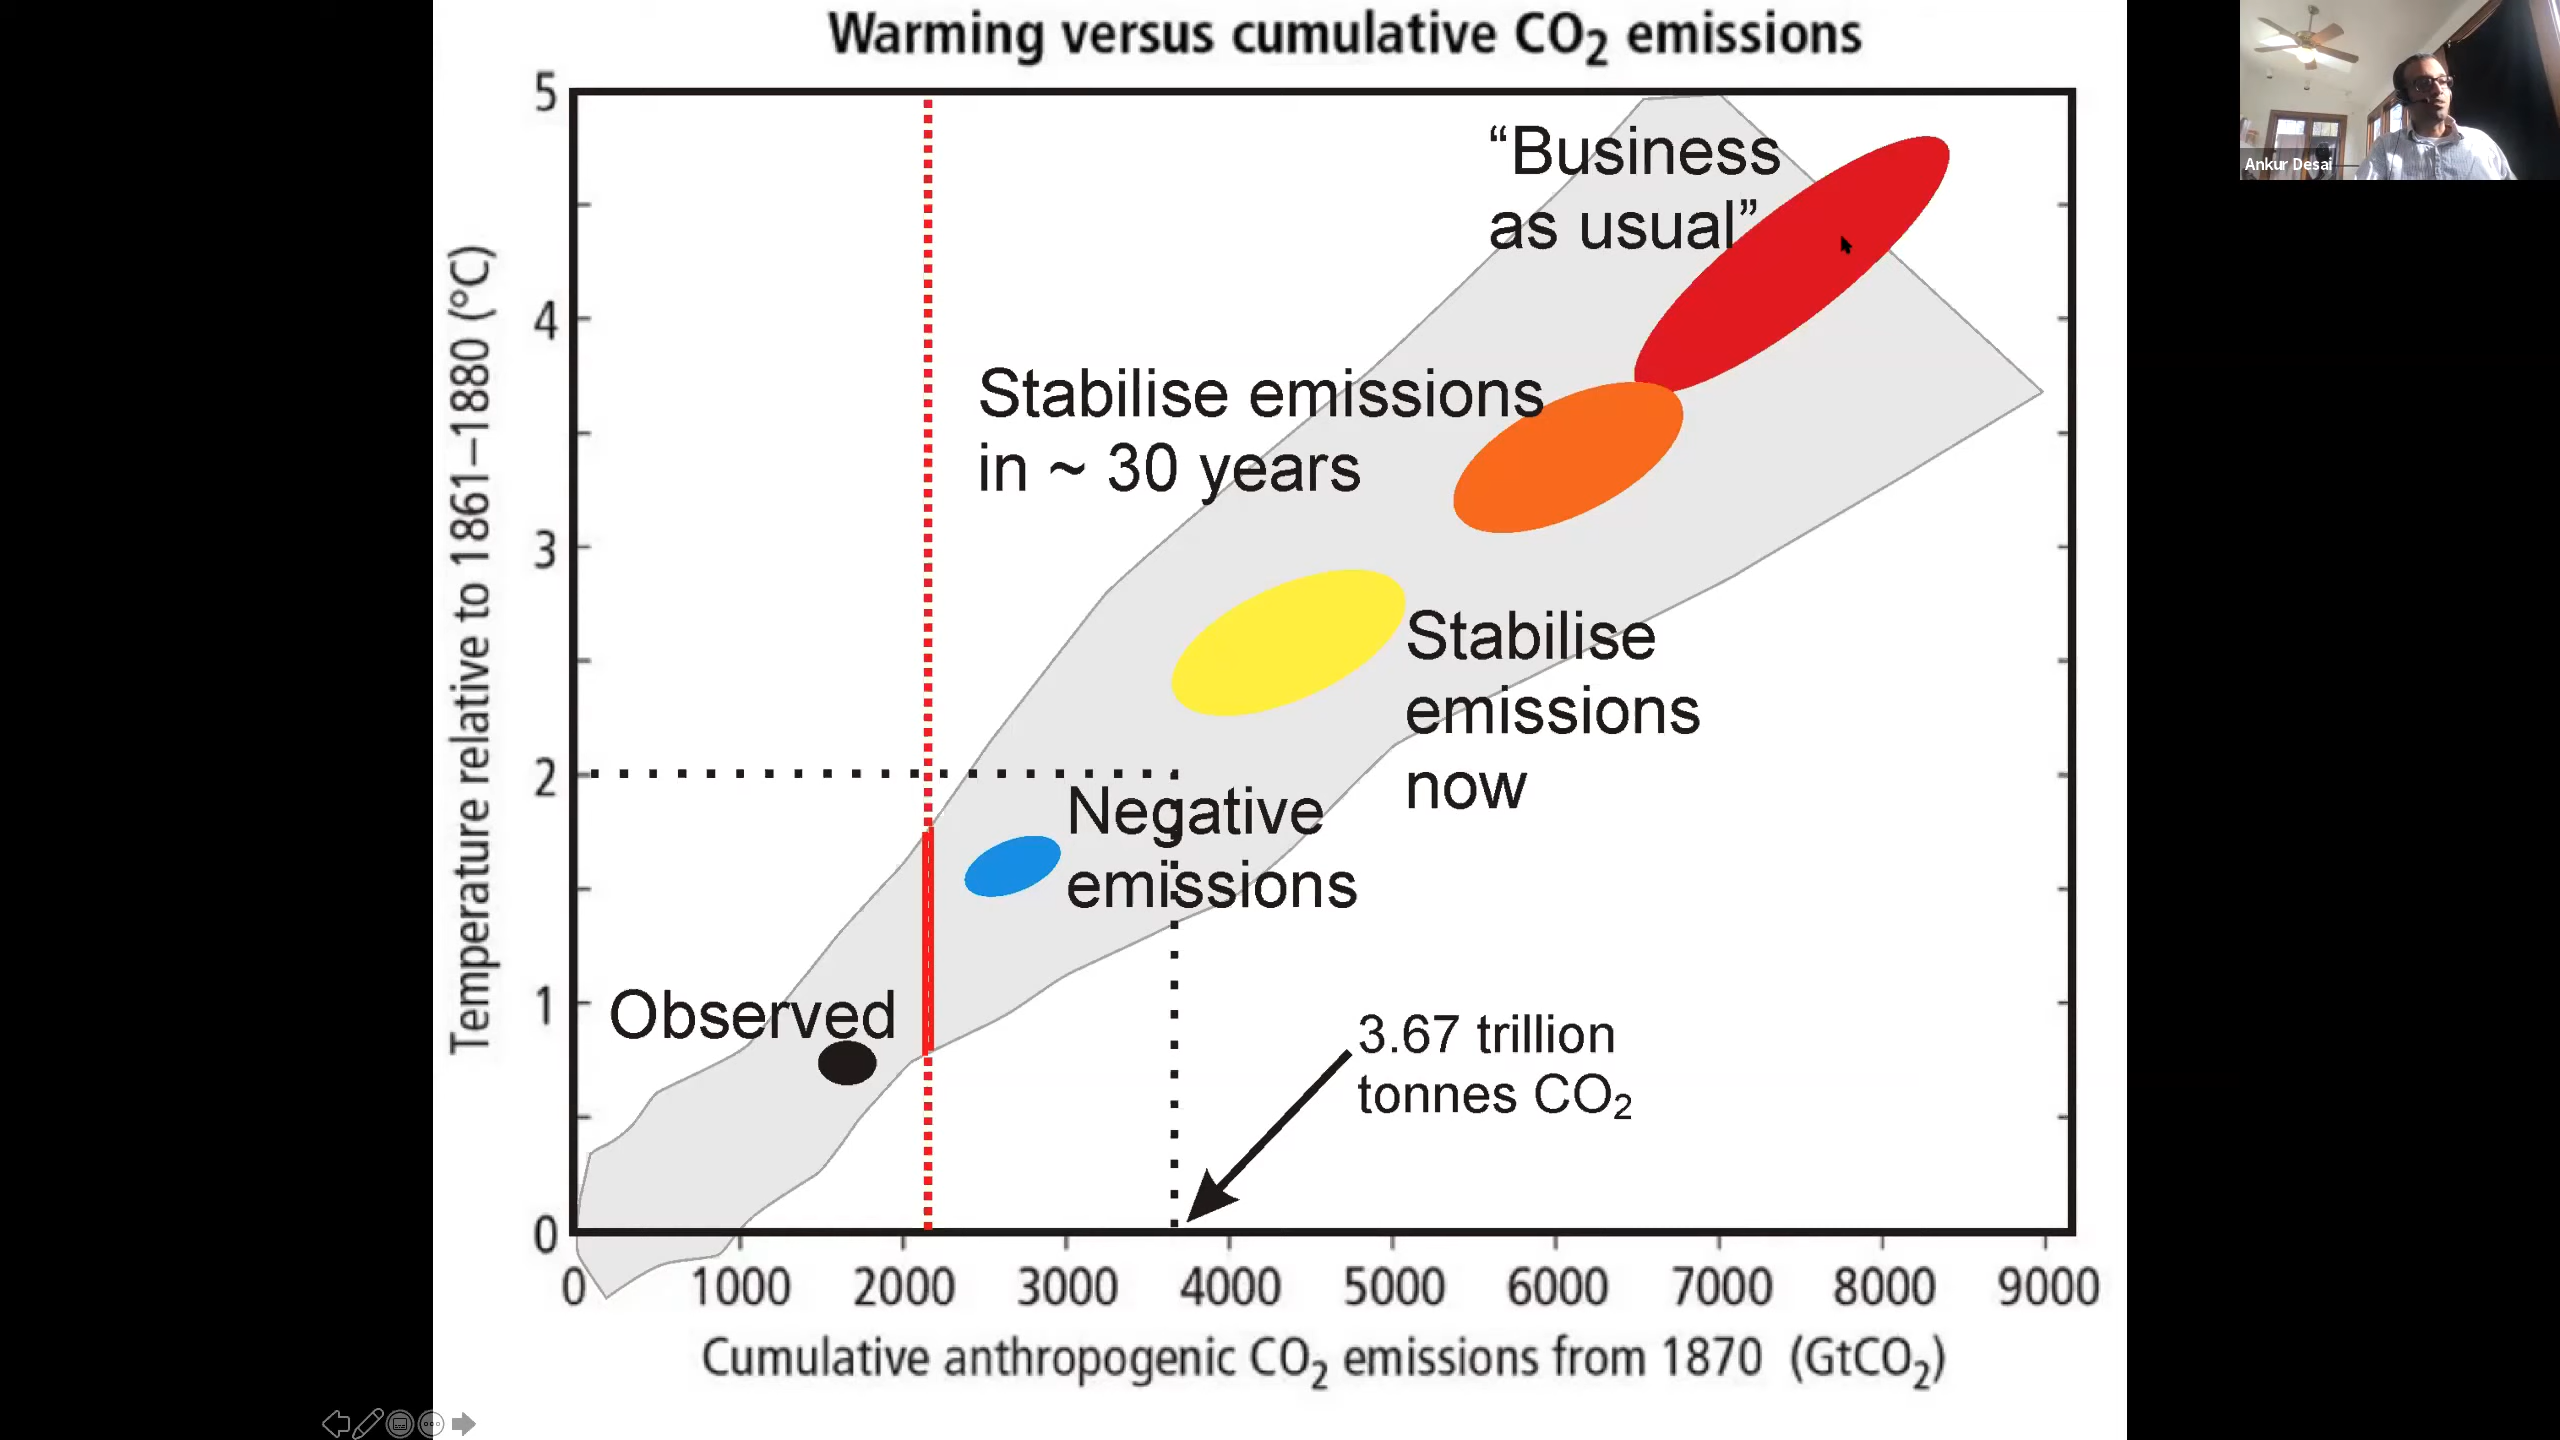 Warming versus cumulative CO₂ emissions
Ankur Desai
5
4
3
2
1
0
Temperature relative to 1861–1880 (°C)
“Business
as usual”
Stabilise emissions
in ~ 30 years
Stabilise
emissions
now
Negative
emissions
Observed
3.67 trillion
tonnes CO₂
0 1000 2000 3000 4000 5000 6000 7000 8000 9000
Cumulative anthropogenic CO₂ emissions from 1870 (GtCO₂)